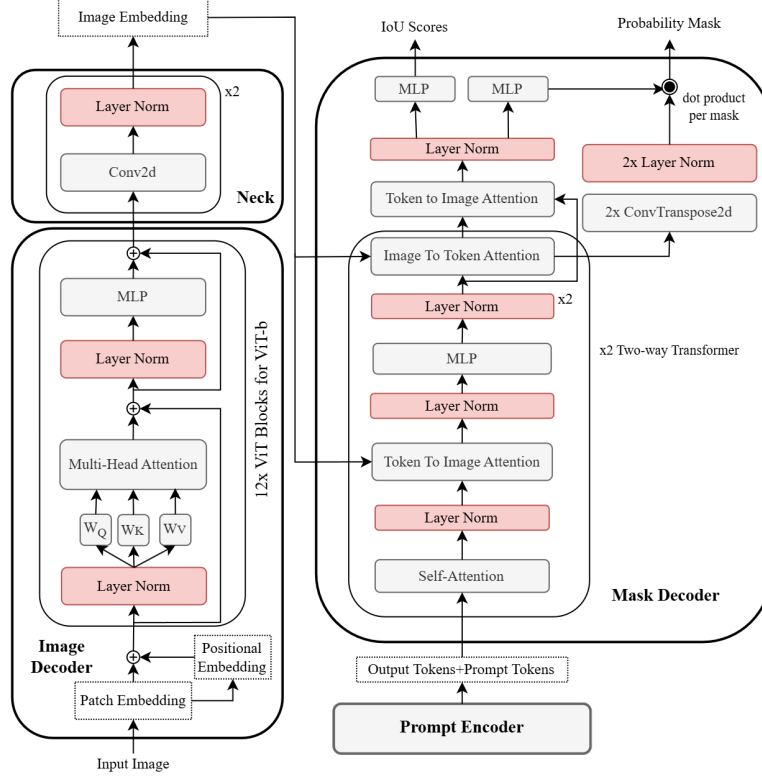 Image Embedding
Layer Norm
x2
Conv2d
Neck
MLP
Layer Norm
Multi-Head Attention
WQ
WK
WV
Layer Norm
12x ViT Blocks for ViT-b
Image
Decoder
Positional
Embedding
Patch Embedding
Input Image
IoU Scores
Probability Mask
MLP
MLP
dot product
per mask
Layer Norm
2x Layer Norm
Token to Image Attention
2x ConvTranspose2d
Image To Token Attention
Layer Norm
x2
MLP
x2 Two-way Transformer
Layer Norm
Token To Image Attention
Layer Norm
Self-Attention
Mask Decoder
Output Tokens+Prompt Tokens
Prompt Encoder